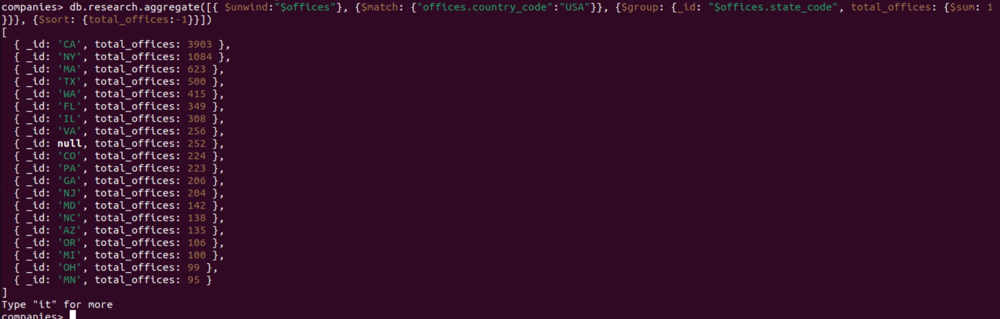 companies> db.research.aggregate([{ $unwind:"$offices"}, {$match: {"offices.country_code":"USA"}}, {$group: {_id: "$offices.state_code", total_offices: {$sum: 1
}}}, {$sort: {total_offices:-1}}])
[
  { _id: 'CA', total_offices: 3903 },
  { _id: 'NY', total_offices: 1084 },
  { _id: 'MA', total_offices: 623 },
  { _id: 'TX', total_offices: 500 },
  { _id: 'WA', total_offices: 415 },
  { _id: 'FL', total_offices: 349 },
  { _id: 'IL', total_offices: 308 },
  { _id: 'VA', total_offices: 256 },
  { _id: null, total_offices: 252 },
  { _id: 'CO', total_offices: 224 },
  { _id: 'PA', total_offices: 223 },
  { _id: 'GA', total_offices: 206 },
  { _id: 'NJ', total_offices: 204 },
  { _id: 'MD', total_offices: 142 },
  { _id: 'NC', total_offices: 138 },
  { _id: 'AZ', total_offices: 135 },
  { _id: 'OR', total_offices: 106 },
  { _id: 'MI', total_offices: 100 },
  { _id: 'OH', total_offices: 99 },
  { _id: 'MN', total_offices: 95 }
]
Type "it" for more
companies>